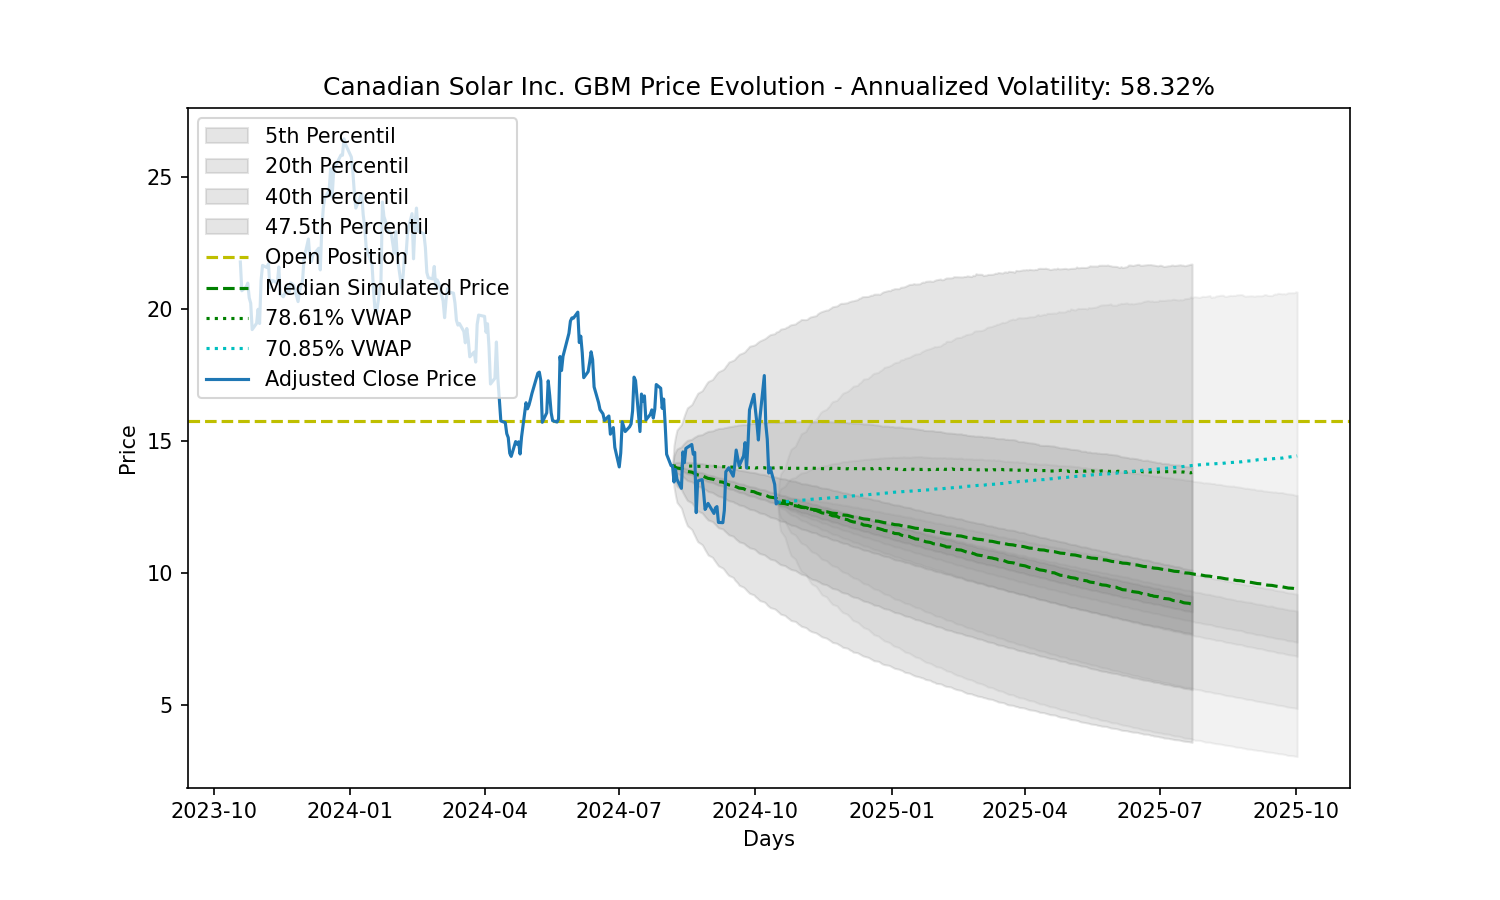 Canadian Solar Inc. GBM Price Evolution - Annualized Volatility: 58.32%
5th Percentil
20th Percentil
40th Percentil
47.5th Percentil
Open Position
Median Simulated Price
78.61% VWAP
70.85% VWAP
Adjusted Close Price
25
20
15
10
5
Price
2023-10 2024-01 2024-04 2024-07 2024-10 2025-01 2025-04 2025-07 2025-10
Days